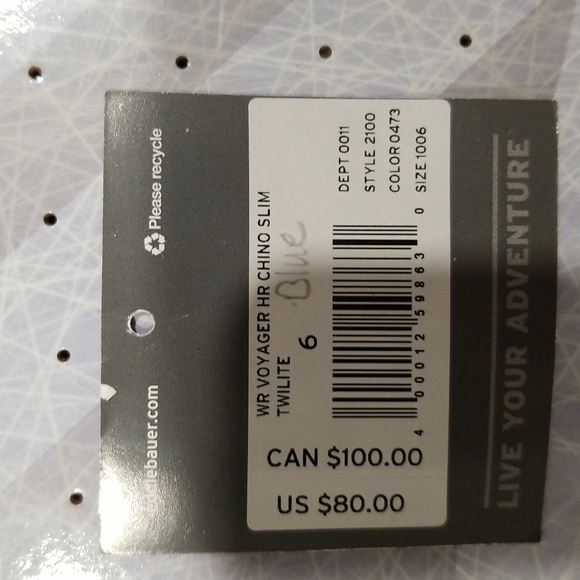 Please recycle
ebauer.com
WR VOYAGER HR CHINO SLIM
TWILITE
Blue
6
DEPT 0011
STYLE 2100
COLOR 0473
SIZE 1006
4 00012 59863 0
CAN $100.00
US $80.00
LIVE YOUR ADVENTURE